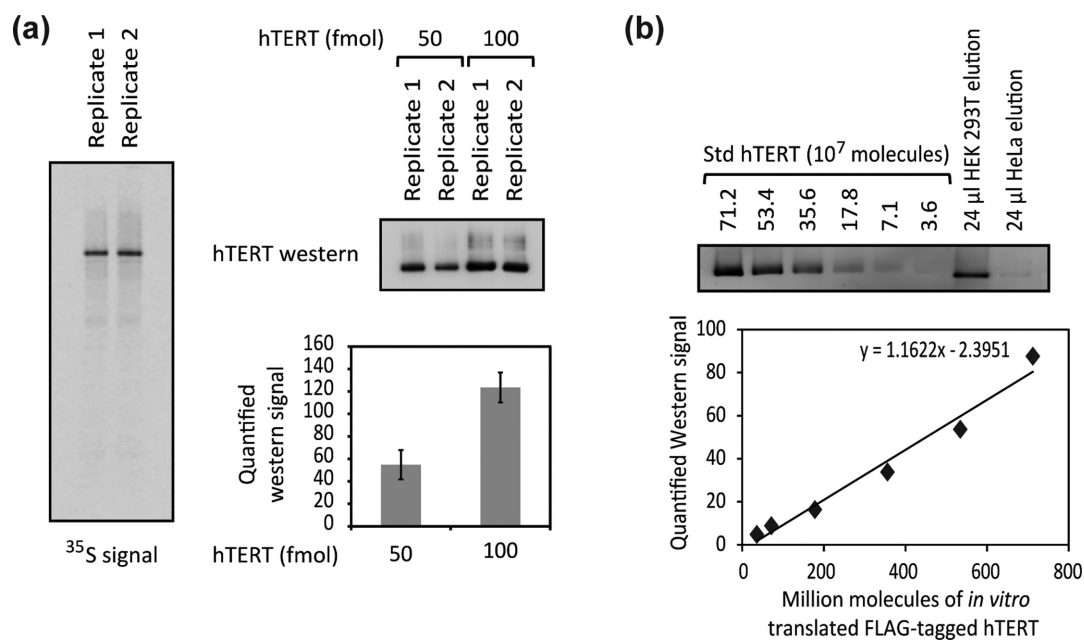 (a)
Replicate 1
Replicate 2
35S signal
hTERT (fmol)
50
100
Replicate 1
Replicate 2
Replicate 1
Replicate 2
hTERT western
Quantified
western signal
160
140
120
100
80
60
40
20
0
hTERT (fmol)
50
100
(b)
Std hTERT (10⁷ molecules)
71.2
53.4
35.6
17.8
7.1
3.6
24 µl HEK 293T elution
24 µl HeLa elution
Quantified Western signal
100
80
60
40
20
0
y = 1.1622x - 2.3951
0
200
400
600
800
Million molecules of in vitro
translated FLAG-tagged hTERT